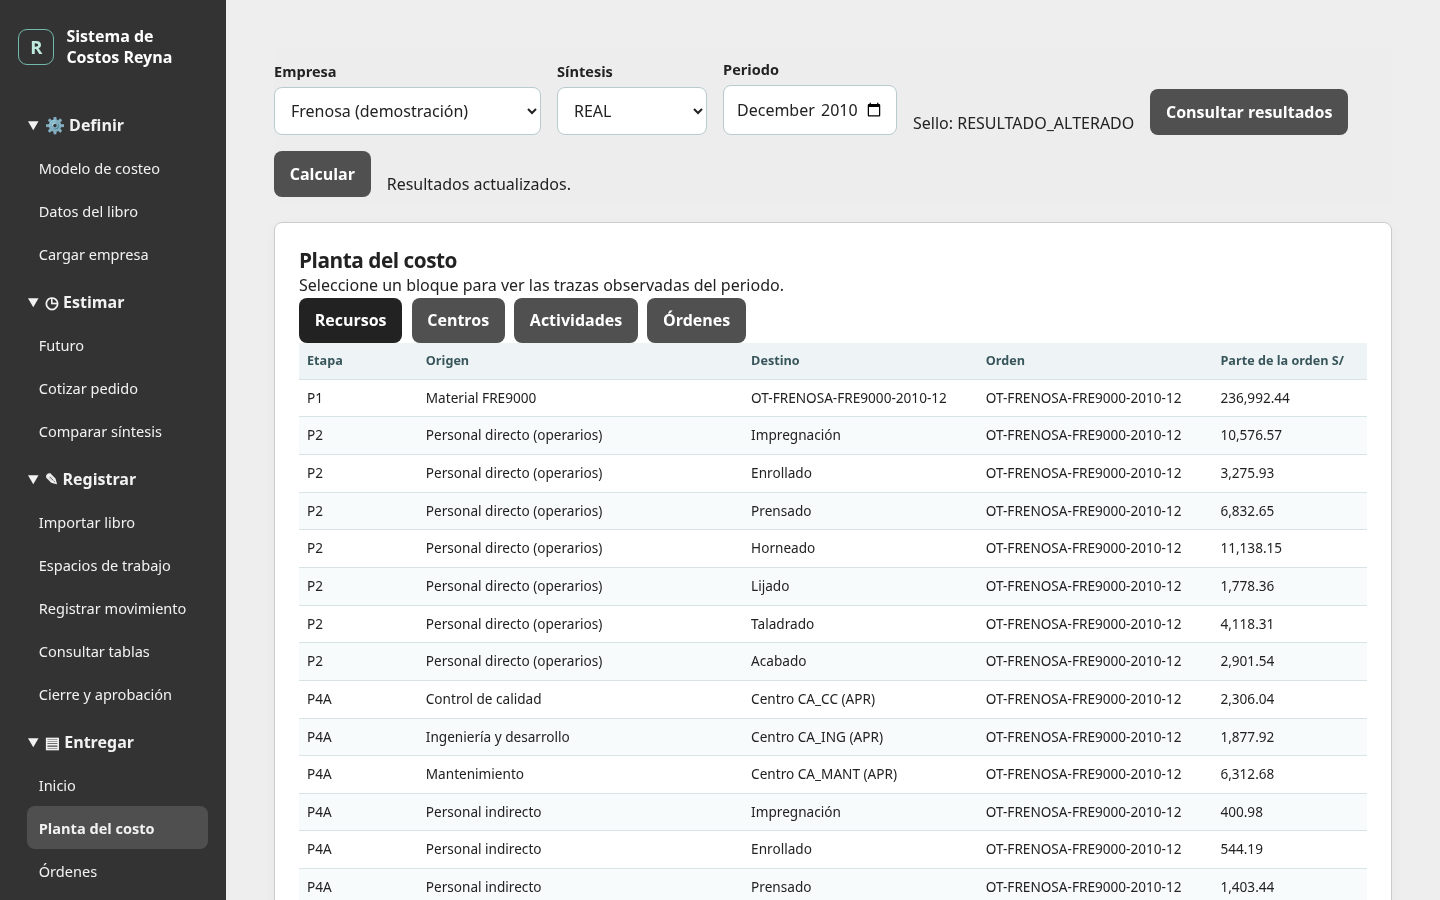 R
Sistema de
Costos Reyna
▼ ⚙️ Definir
Modelo de costeo
Datos del libro
Cargar empresa
▼ ◷ Estimar
Futuro
Cotizar pedido
Comparar síntesis
▼ ✎ Registrar
Importar libro
Espacios de trabajo
Registrar movimiento
Consultar tablas
Cierre y aprobación
▼ ▤ Entregar
Inicio
Planta del costo
Órdenes
Empresa Síntesis Periodo
Frenosa (demostración) REAL December 2010 Sello: RESULTADO_ALTERADO Consultar resultados
Calcular Resultados actualizados.
Planta del costo
Seleccione un bloque para ver las trazas observadas del periodo.
Recursos Centros Actividades Órdenes
Etapa Origen Destino Orden Parte de la orden S/
P1 Material FRE9000 OT-FRENOSA-FRE9000-2010-12 OT-FRENOSA-FRE9000-2010-12 236,992.44
P2 Personal directo (operarios) Impregnación OT-FRENOSA-FRE9000-2010-12 10,576.57
P2 Personal directo (operarios) Enrollado OT-FRENOSA-FRE9000-2010-12 3,275.93
P2 Personal directo (operarios) Prensado OT-FRENOSA-FRE9000-2010-12 6,832.65
P2 Personal directo (operarios) Horneado OT-FRENOSA-FRE9000-2010-12 11,138.15
P2 Personal directo (operarios) Lijado OT-FRENOSA-FRE9000-2010-12 1,778.36
P2 Personal directo (operarios) Taladrado OT-FRENOSA-FRE9000-2010-12 4,118.31
P2 Personal directo (operarios) Acabado OT-FRENOSA-FRE9000-2010-12 2,901.54
P4A Control de calidad Centro CA_CC (APR) OT-FRENOSA-FRE9000-2010-12 2,306.04
P4A Ingeniería y desarrollo Centro CA_ING (APR) OT-FRENOSA-FRE9000-2010-12 1,877.92
P4A Mantenimiento Centro CA_MANT (APR) OT-FRENOSA-FRE9000-2010-12 6,312.68
P4A Personal indirecto Impregnación OT-FRENOSA-FRE9000-2010-12 400.98
P4A Personal indirecto Enrollado OT-FRENOSA-FRE9000-2010-12 544.19
P4A Personal indirecto Prensado OT-FRENOSA-FRE9000-2010-12 1,403.44